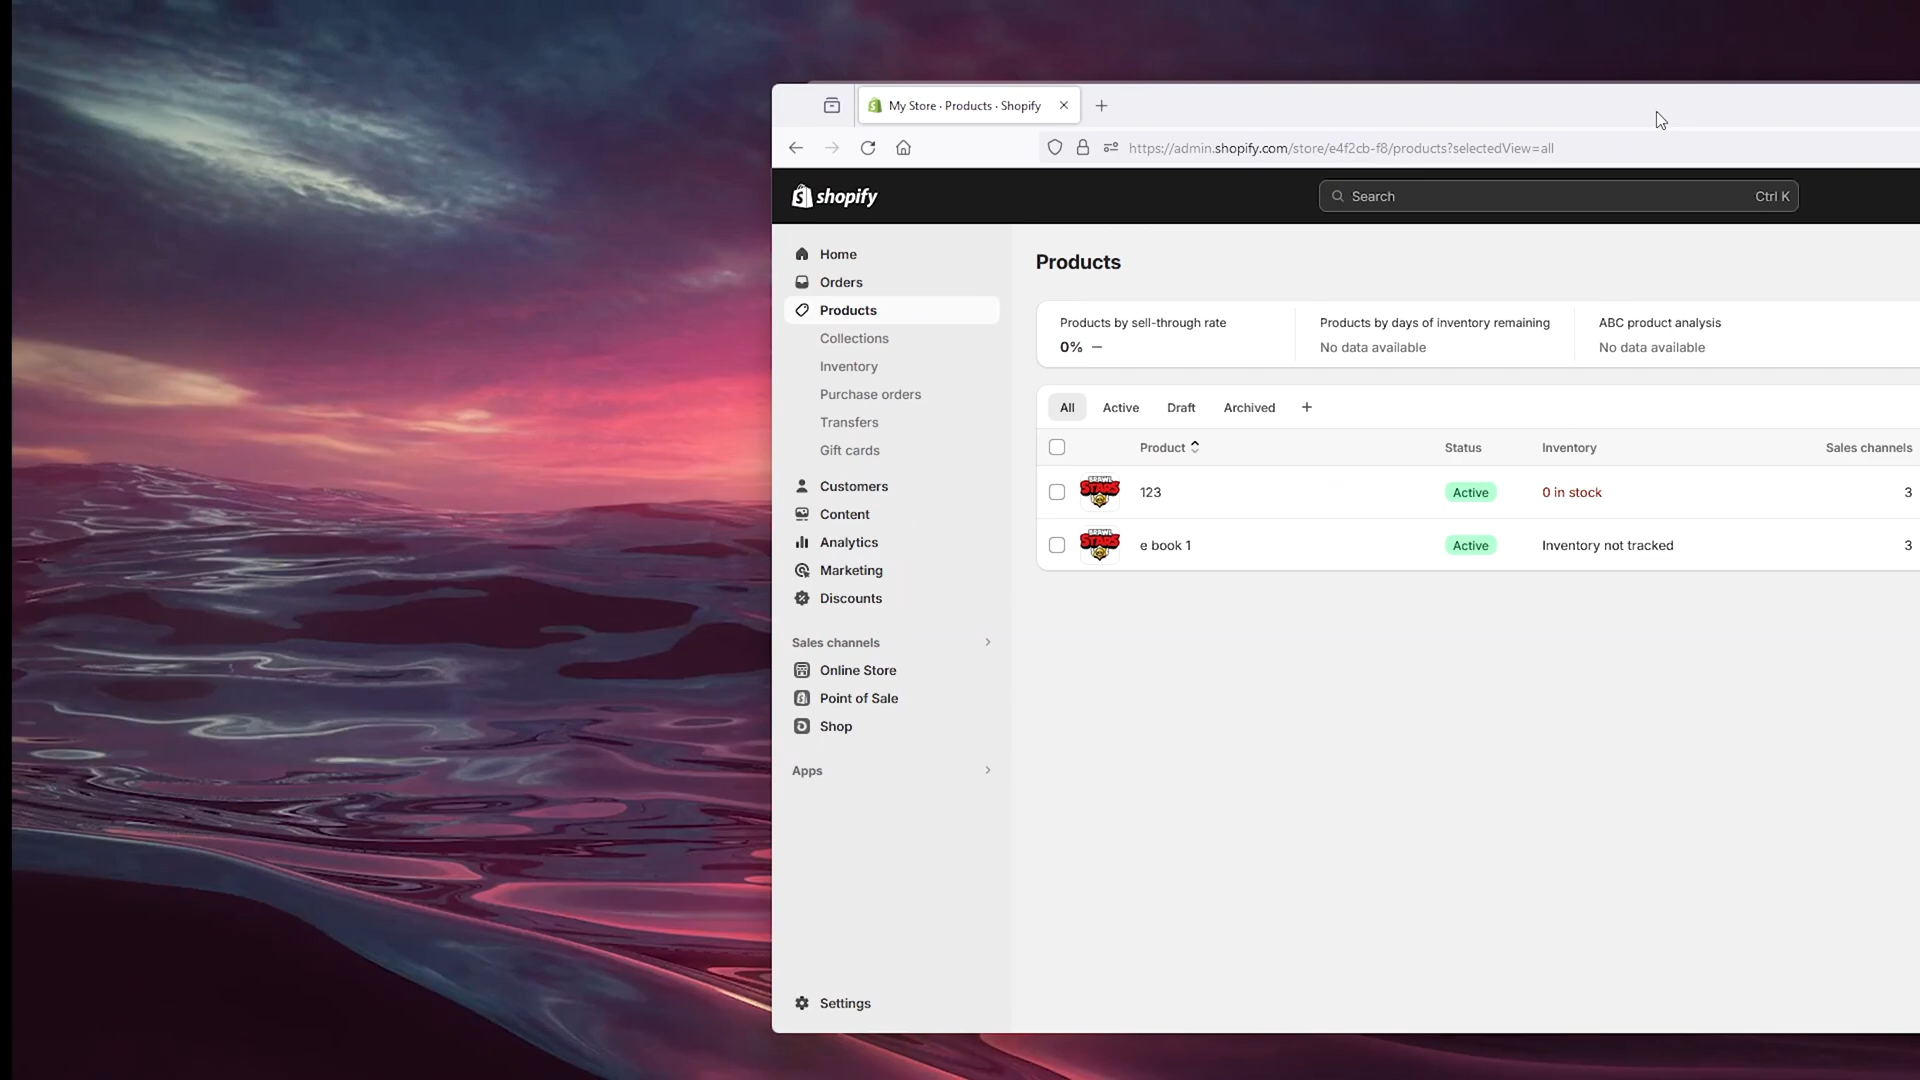 My Store · Products · Shopify
https://admin.shopify.com/store/e4f2cb-f8/products?selectedView=all
shopify
Search Ctrl K
Home
Orders
Products
Collections
Inventory
Purchase orders
Transfers
Gift cards
Customers
Content
Analytics
Marketing
Discounts
Sales channels
Online Store
Point of Sale
Shop
Apps
Settings
Products
Products by sell-through rate
0% —
Products by days of inventory remaining
No data available
ABC product analysis
No data available
All Active Draft Archived +
Product Status Inventory Sales channels
BRAWL STARS
123 Active 0 in stock 3
BRAWL STARS
e book 1 Active Inventory not tracked 3